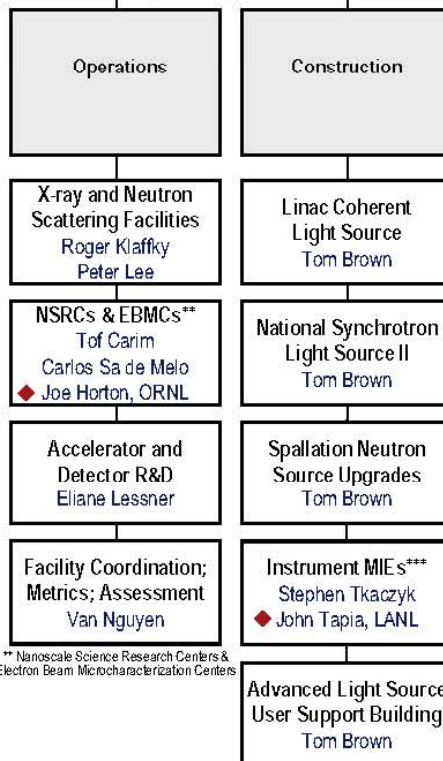 Operations
X-ray and Neutron
Scattering Facilities
Roger Klaffky
Peter Lee
NSRCs & EBMCs**
Tof Carim
Carlos Sa de Melo
Joe Horton, ORNL
Accelerator and
Detector R&D
Eliane Lessner
Facility Coordination;
Metrics; Assessment
Van Nguyen
** Nanoscale Science Research Centers &
Electron Beam Microcharacterization Centers
Construction
Linac Coherent
Light Source
Tom Brown
National Synchrotron
Light Source II
Tom Brown
Spallation Neutron
Source Upgrades
Tom Brown
Instrument MIEs***
Stephen Tkaczyk
John Tapia, LANL
Advanced Light Source
User Support Building
Tom Brown